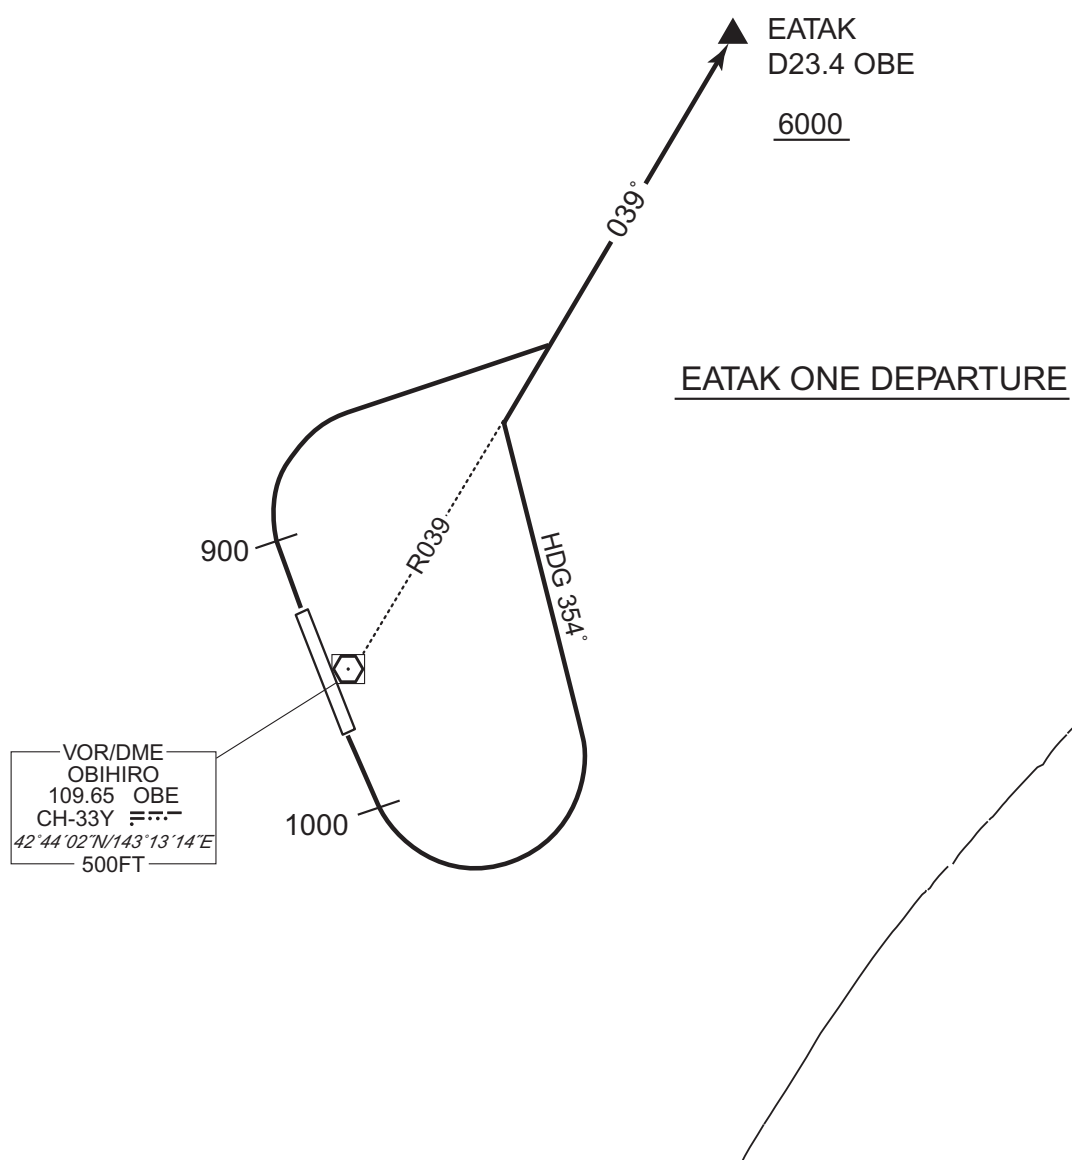 EATAK
D23.4 OBE
6000
039°
EATAK ONE DEPARTURE
900
R039
HDG 354°
VOR/DME
OBIHIRO
109.65 OBE
CH-33Y
42°44′02″N/143°13′14″E
500FT
1000